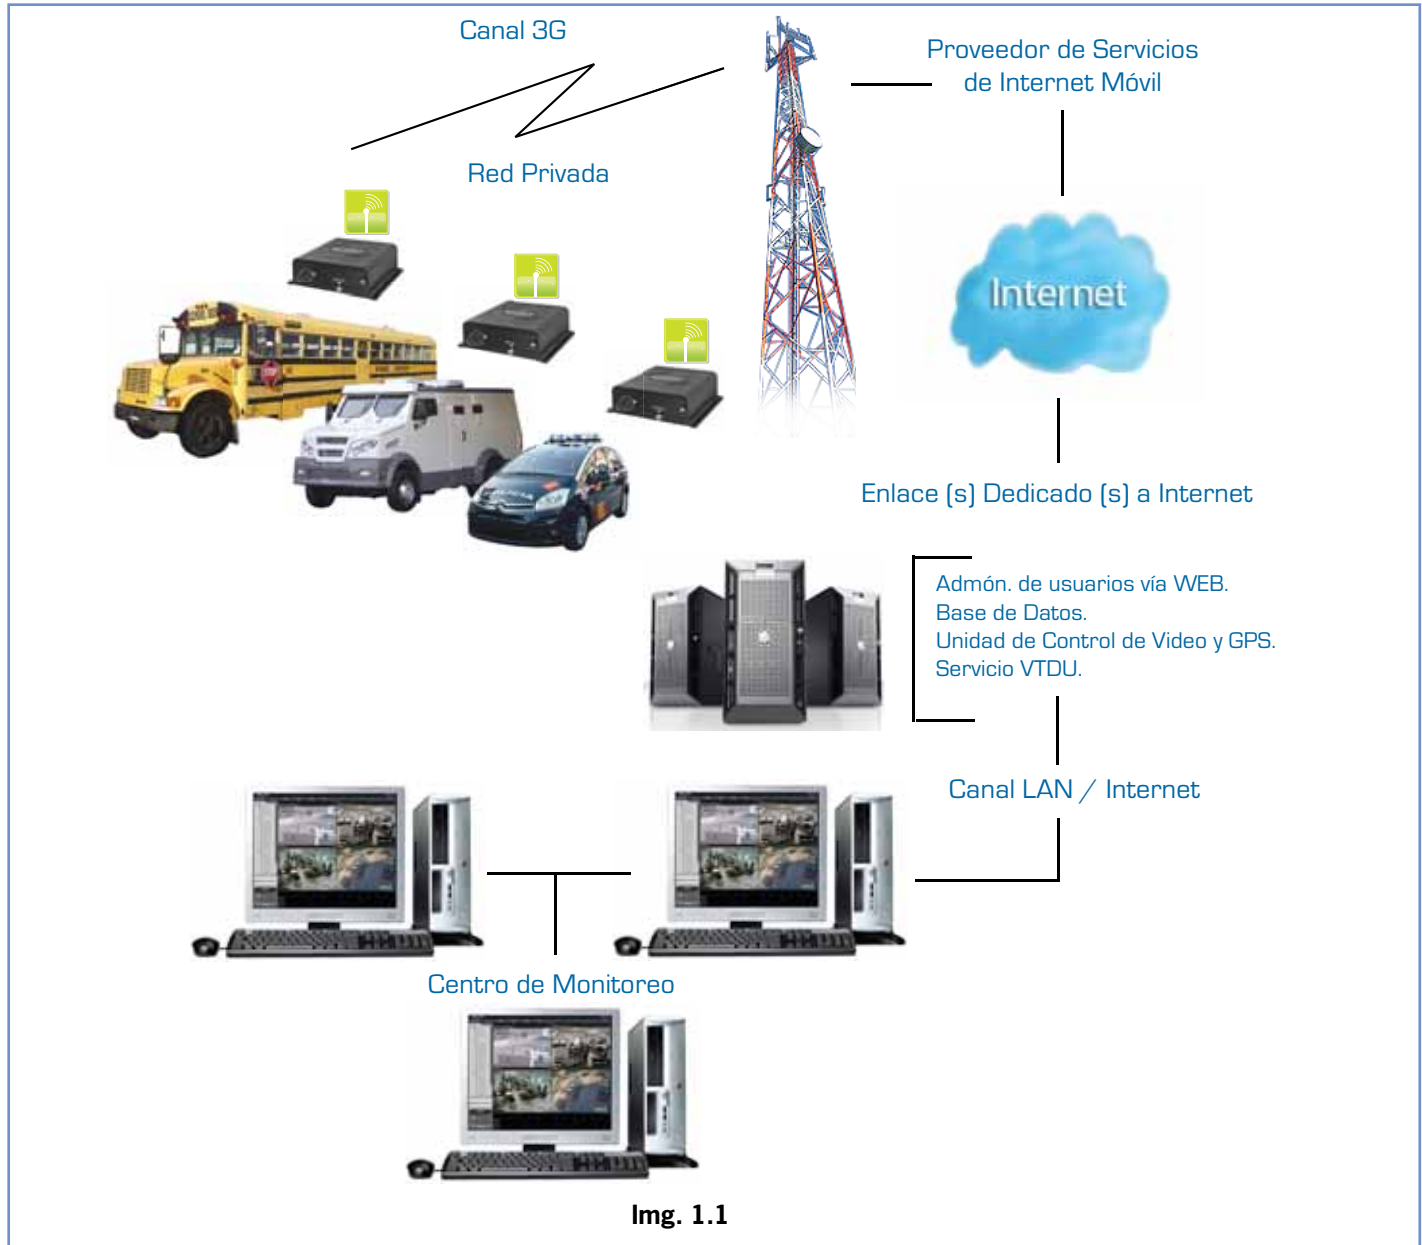 Canal 3G
Proveedor de Servicios
de Internet Móvil
Red Privada
Internet
Enlace (s) Dedicado (s) a Internet
Admón. de usuarios vía WEB.
Base de Datos.
Unidad de Control de Video y GPS.
Servicio VTDU.
Canal LAN / Internet
Centro de Monitoreo
Img. 1.1